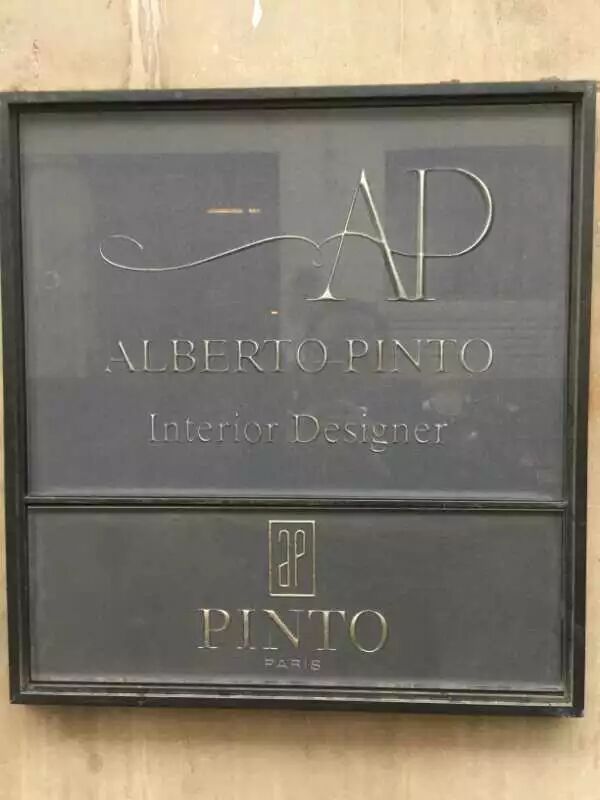 AP
ALBERTO PINTO
Interior Designer
aP
PINTO
PARIS